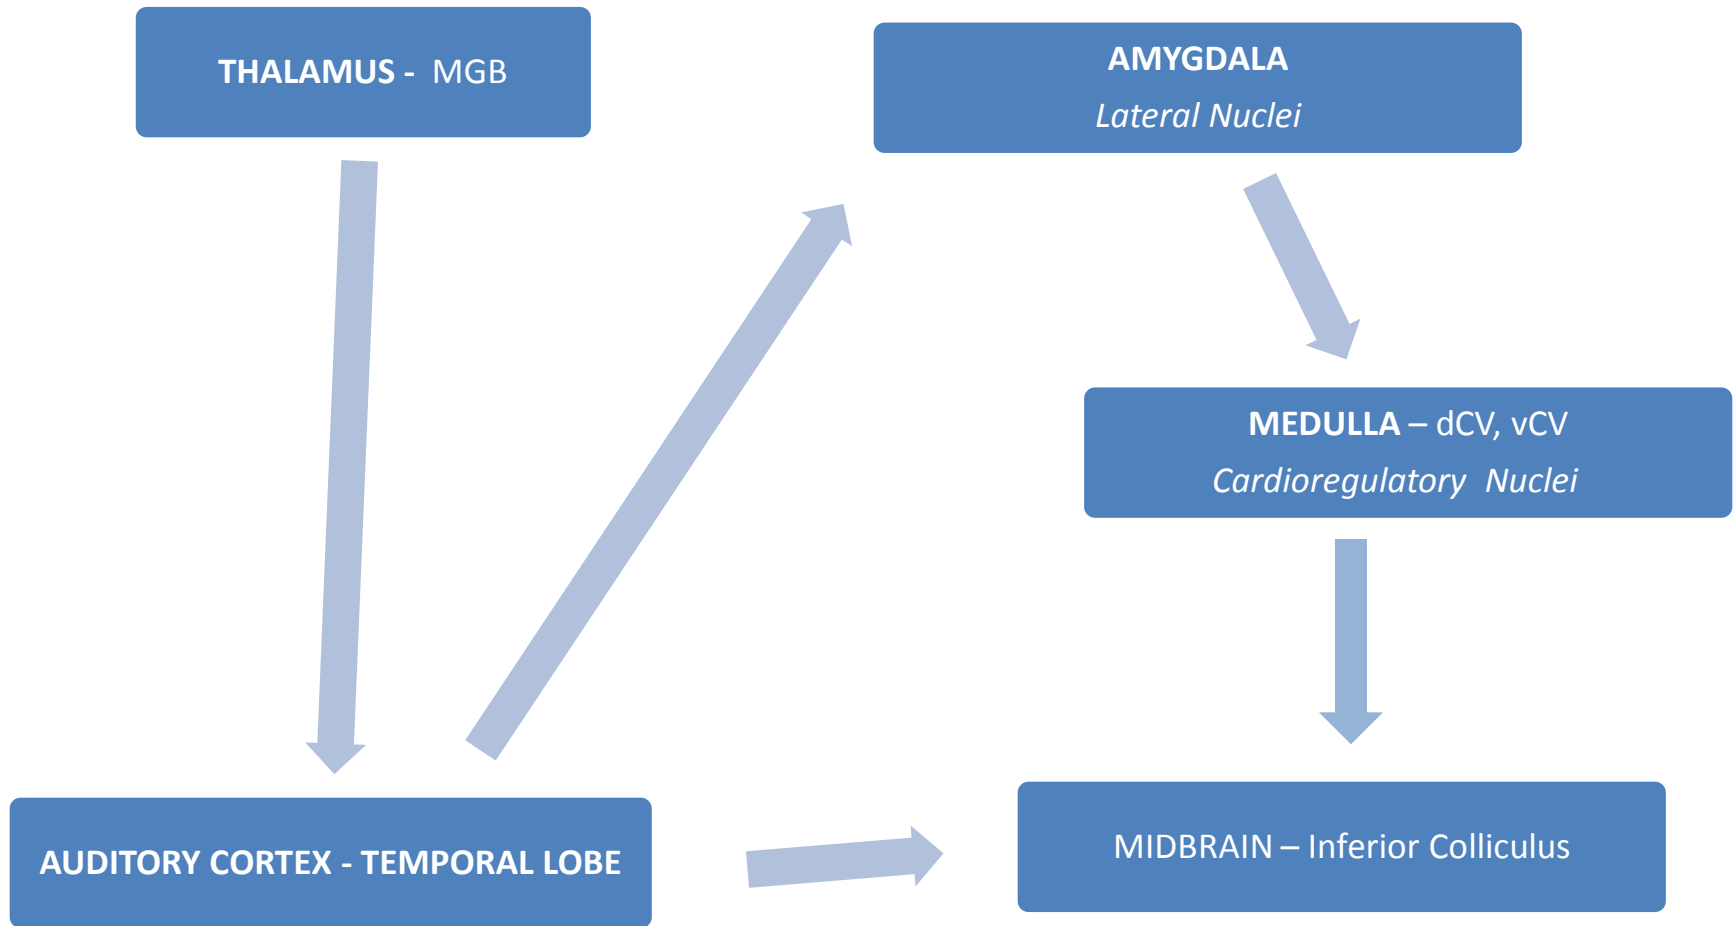 THALAMUS - MGB
AMYGDALA
Lateral Nuclei
MEDULLA – dCV, vCV
Cardioregulatory Nuclei
AUDITORY CORTEX - TEMPORAL LOBE
MIDBRAIN – Inferior Colliculus